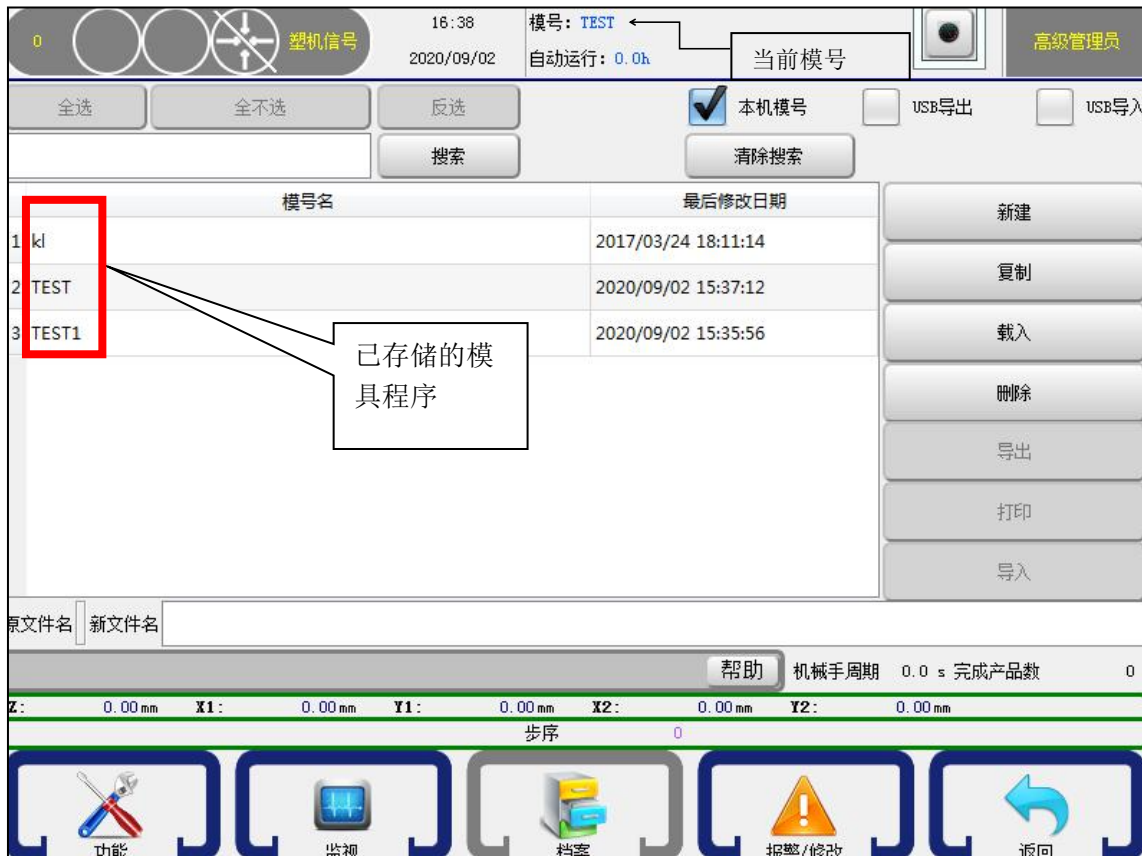 0
塑机信号
16:38
2020/09/02
模号: TEST
自动运行: 0.0h
当前模号
高级管理员
全选
全不选
反选
本机模号
USB导出
USB导入
搜索
清除搜索
模号名
最后修改日期
1 kl 2017/03/24 18:11:14
2 TEST 2020/09/02 15:37:12
3 TEST1 2020/09/02 15:35:56
已存储的模
具程序
新建
复制
载入
删除
导出
打印
导入
原文件名 新文件名
帮助 机械手周期 0.0 s 完成产品数 0
Z: 0.00mm X1: 0.00mm Y1: 0.00mm X2: 0.00mm Y2: 0.00mm
步序 0
功能
监视
档案
报警/修改
返回